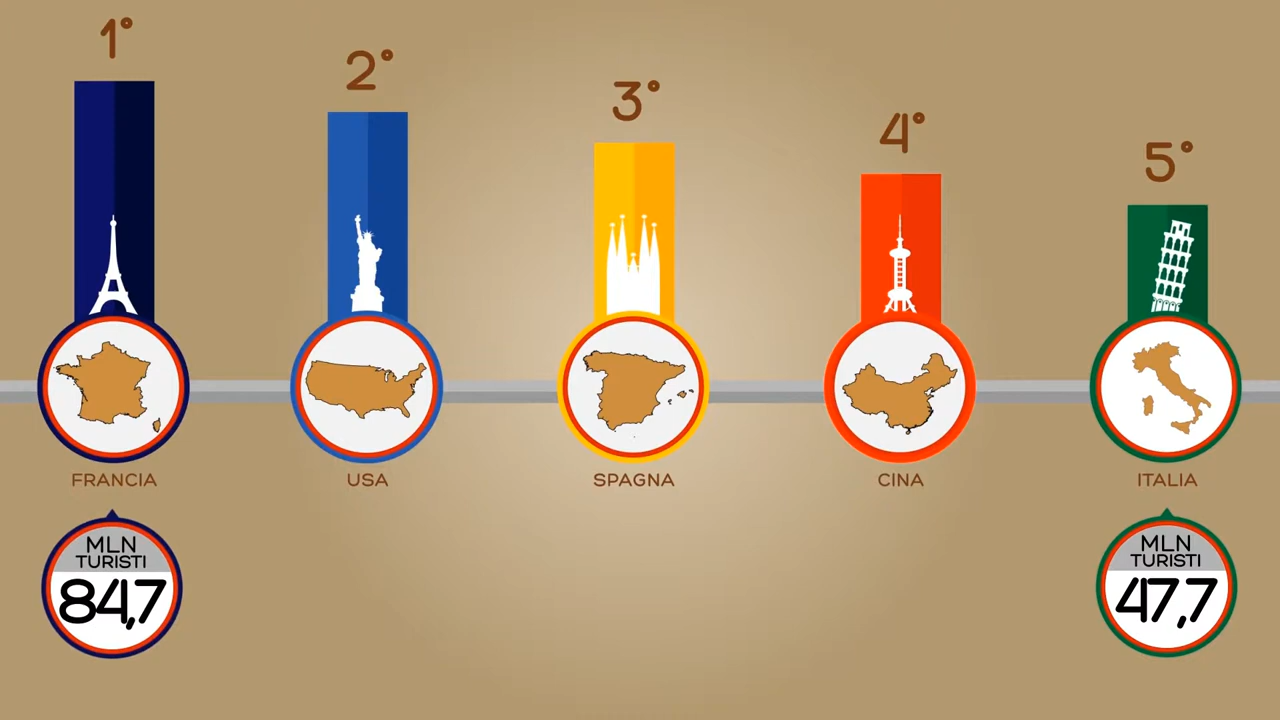 1°
2°
3°
4°
5°
FRANCIA
USA
SPAGNA
CINA
ITALIA
MLN
TURISTI
84,7
MLN
TURISTI
47,7